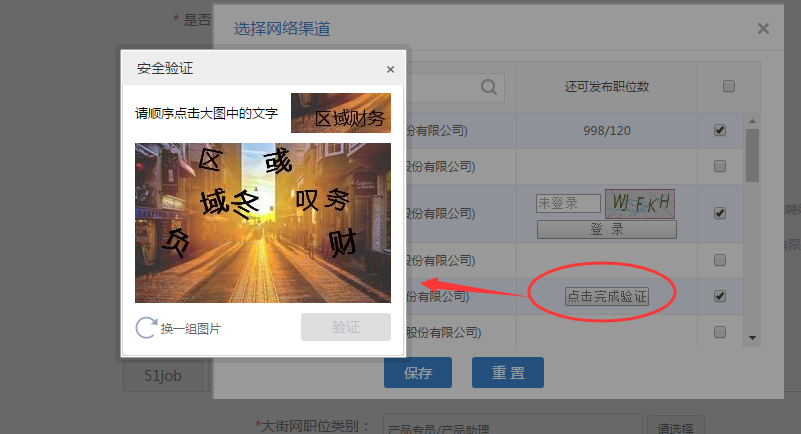 * 是否
选择网络渠道
×
安全验证
×
请顺序点击大图中的文字
区域财务
区 或
域 冬 叹 务
负 财
换一组图片
验证
还可发布职位数
份有限公司)
998/120
股份有限公司)
股份有限公司)
未登录
WJFKH
登 录
股份有限公司)
份有限公司)
点击完成验证
股份有限公司)
保存
重 置
51job
*大街网职位类别：
产品专员/产品助理
请选择